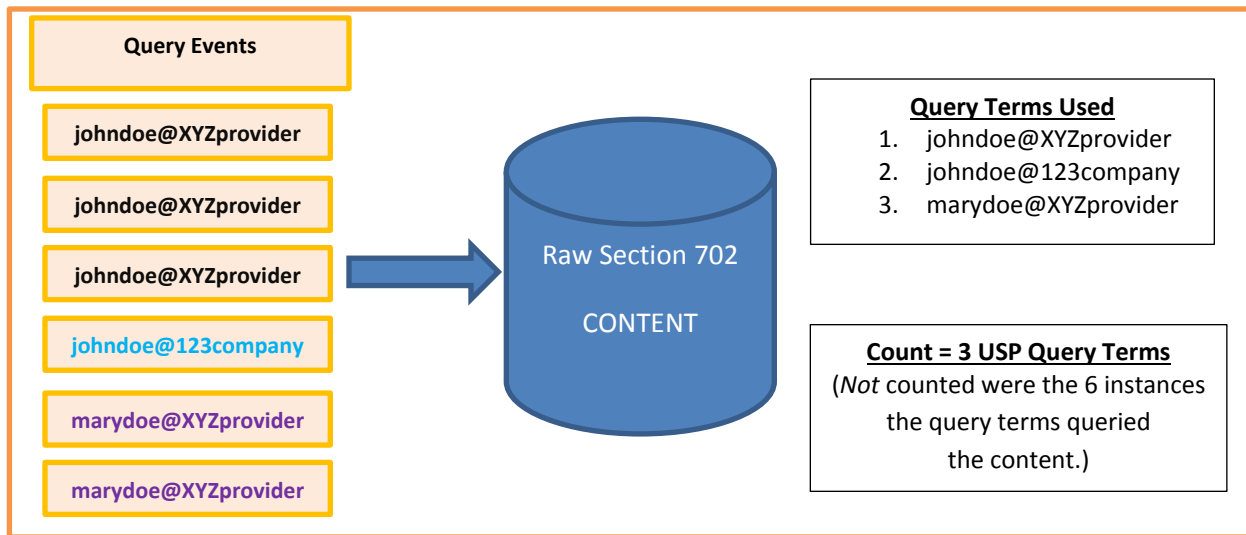 Query Events
johndoe@XYZprovider
johndoe@XYZprovider
johndoe@XYZprovider
johndoe@123company
marydoe@XYZprovider
marydoe@XYZprovider
Raw Section 702
CONTENT
Query Terms Used
1. johndoe@XYZprovider
2. johndoe@123company
3. marydoe@XYZprovider
Count = 3 USP Query Terms
(Not counted were the 6 instances
the query terms queried
the content.)